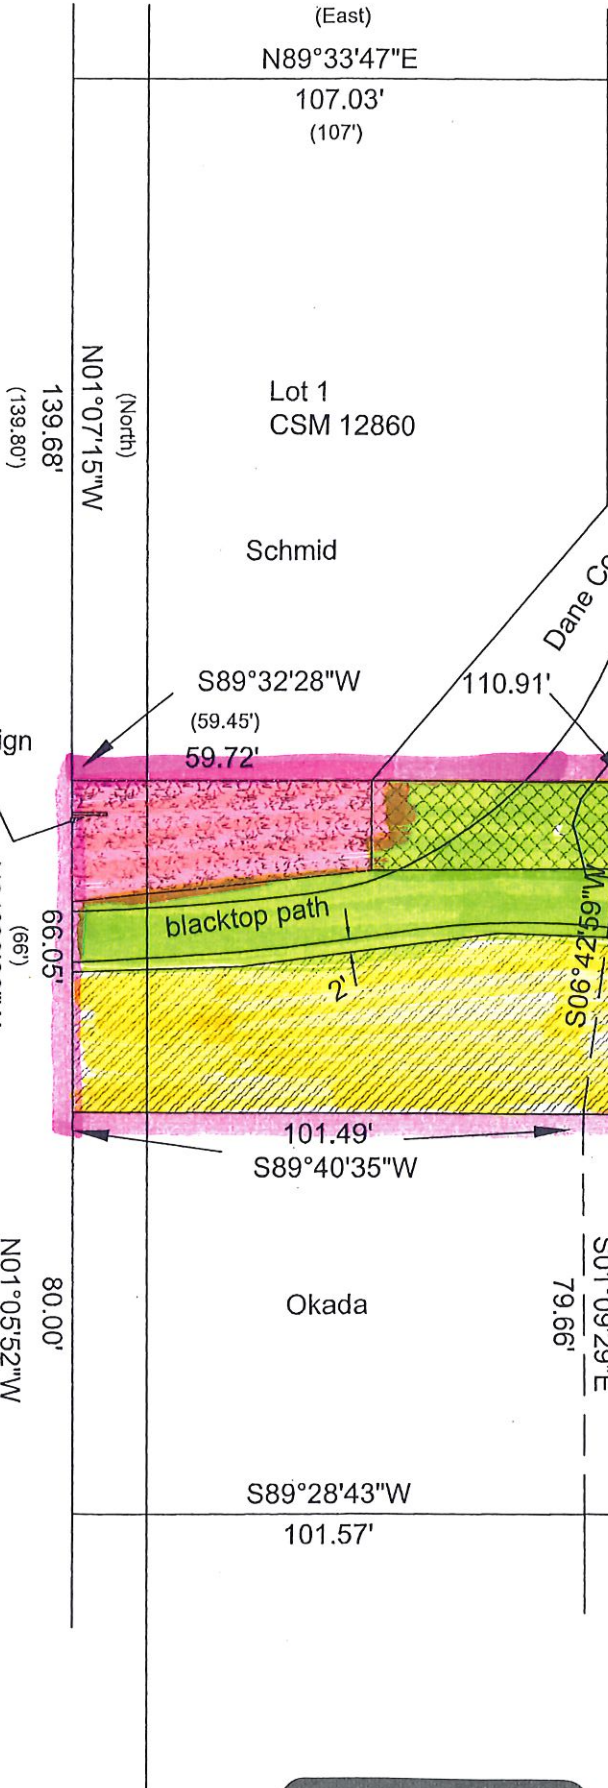 (East)
N89°33'47"E
107.03'
(107')
(North)
N01°07'15"W
139.68'
(139.80')
Lot 1
CSM 12860
Schmid
Dane Co
S89°32'28"W
(59.45')
59.72'
110.91'
ign
blacktop path
2'
66.05'
(66')
S06°42'59"W
101.49'
S89°40'35"W
Okada
80.00'
N01°05'52"W
S01°09'29"E
79.66'
S89°28'43"W
101.57'